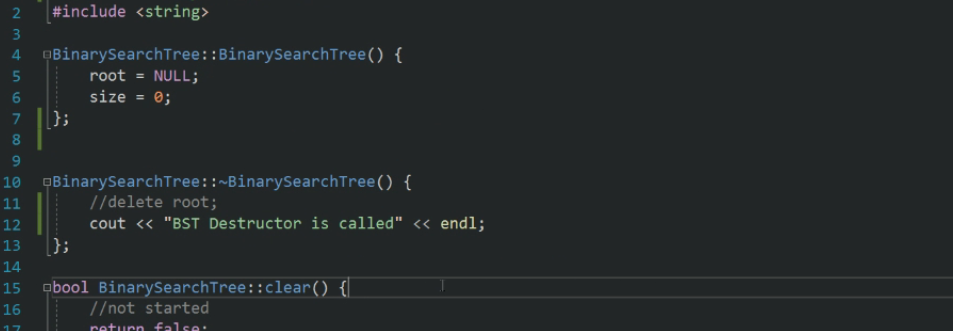 2 #include <string>
3
4 BinarySearchTree::BinarySearchTree() {
5 root = NULL;
6 size = 0;
7 };
8
9
10 BinarySearchTree::~BinarySearchTree() {
11 //delete root;
12 cout << "BST Destructor is called" << endl;
13 };
14
15 bool BinarySearchTree::clear() {
16 //not started
17 return false;